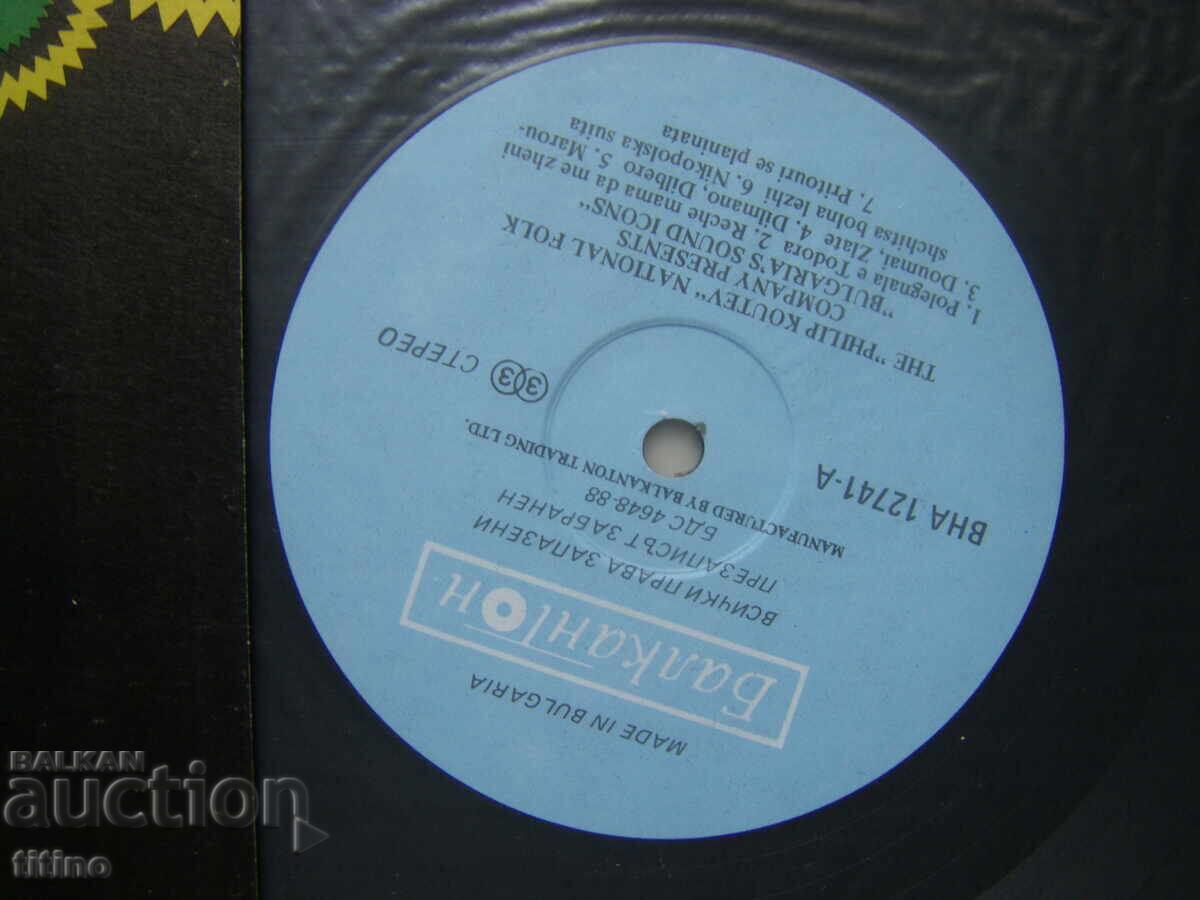 MADE IN BULGARIA
Балкантон
ВСИЧКИ ПРАВА ЗАПАЗЕНИ
ПРЕЗАПИСЪТ ЗАБРАНЕН
БДС 4648-88
MANUFACTURED BY BALKANTON TRADING LTD.
ВНА 12741-А
33 СТЕРЕО
THE "PHILIP KOUTEV" NATIONAL FOLK
COMPANY PRESENTS
"BULGARIA'S SOUND ICONS"
1. Polegnala e Todora 2. Reche mama da me zheni
3. Doumai, Zlate 4. Dilmano, Dilbero 5. Marou-
shchitsa bolna lezhi 6. Nikopolska suita
7. Pritouri se planinata
BALKAN
auction
titino